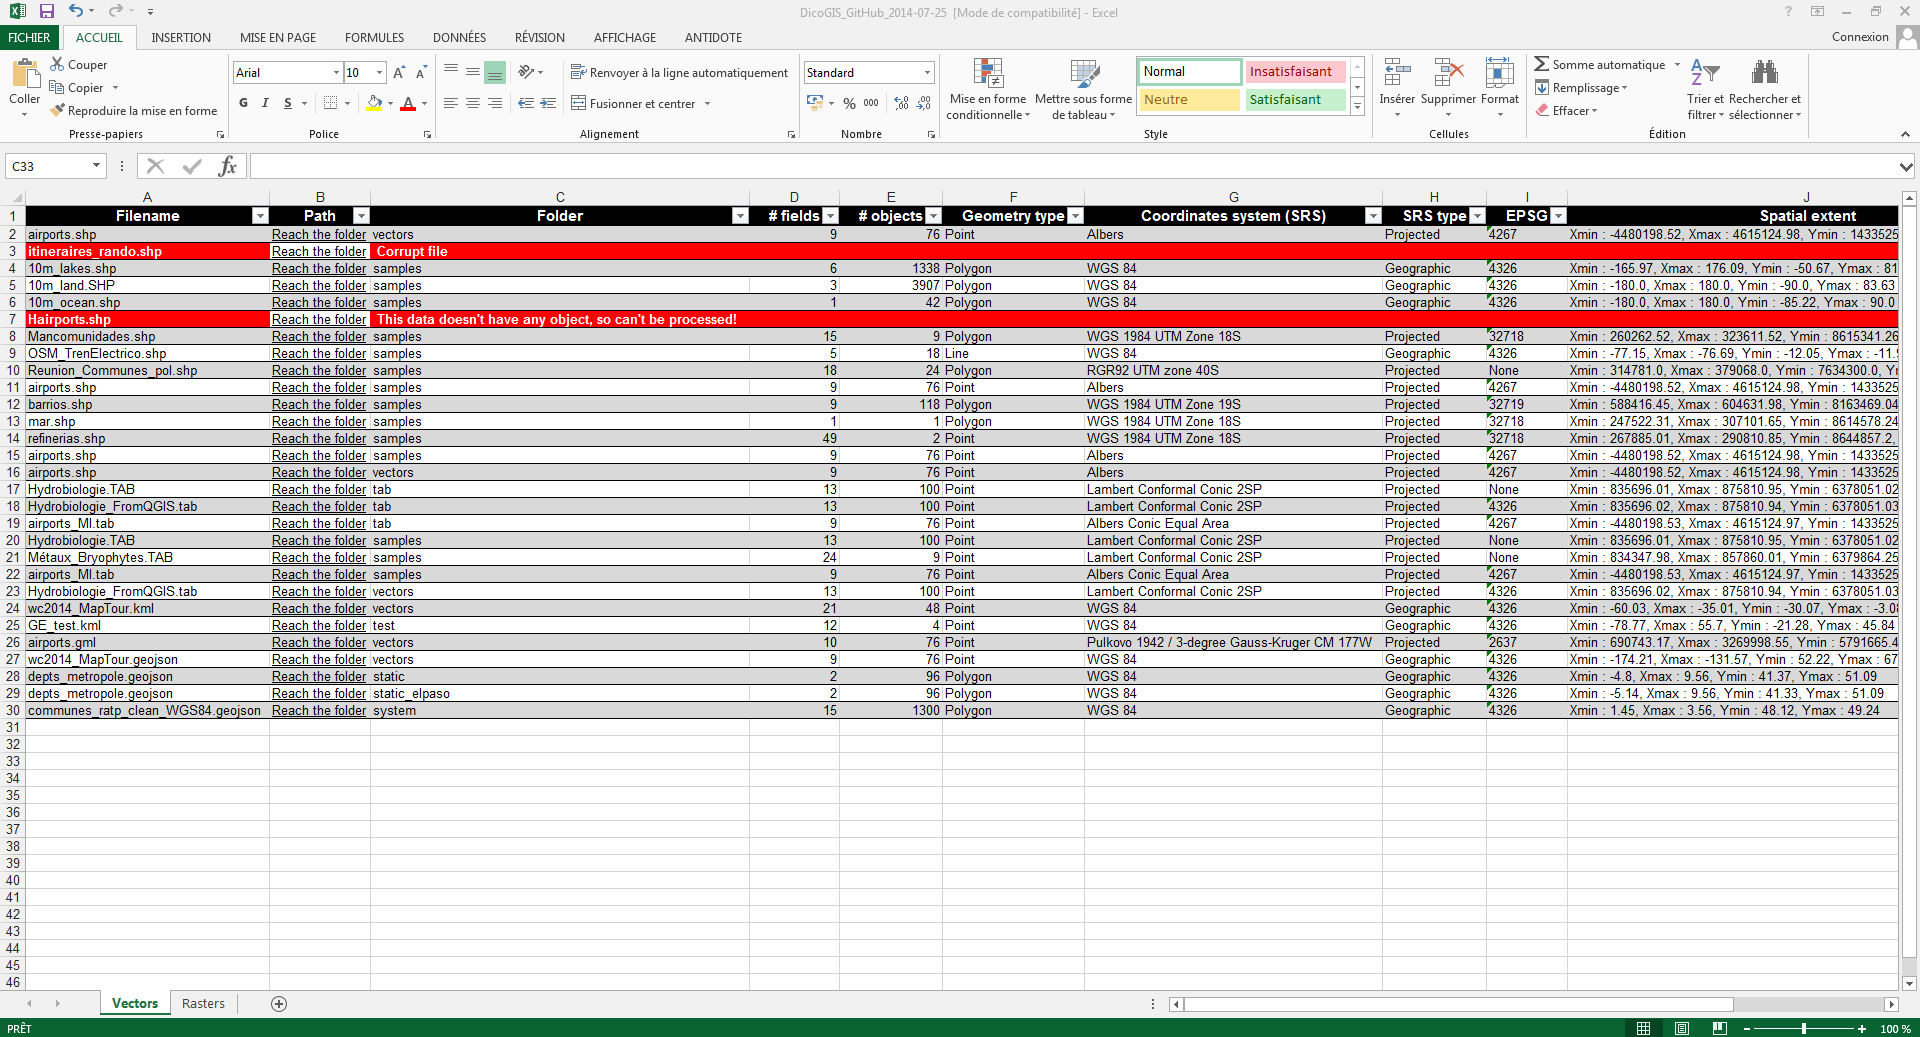 DicoGIS_GitHub_2014-07-25 [Mode de compatibilité] - Excel
FICHIER ACCUEIL INSERTION MISE EN PAGE FORMULES DONNÉES RÉVISION AFFICHAGE ANTIDOTE Connexion
Coller
Couper
Copier
Reproduire la mise en forme
Presse-papiers
Arial 10
G I S
Police
Renvoyer à la ligne automatiquement
Fusionner et centrer
Alignement
Standard
% 000
Nombre
Mise en forme conditionnelle
Mettre sous forme de tableau
Normal Insatisfaisant
Neutre Satisfaisant
Style
Insérer Supprimer Format
Cellules
Somme automatique
Remplissage
Effacer
Trier et filtrer
Rechercher et sélectionner
Édition
C33 fx
A B C D E F G H I J
1 Filename Path Folder # fields # objects Geometry type Coordinates system (SRS) SRS type EPSG Spatial extent
2 airports.shp Reach the folder vectors 9 76 Point Albers Projected 4267 Xmin : -4480198.52, Xmax : 4615124.98, Ymin : 1433525
3 itineraires_rando.shp Reach the folder Corrupt file
4 10m_lakes.shp Reach the folder samples 6 1338 Polygon WGS 84 Geographic 4326 Xmin : -165.97, Xmax : 176.09, Ymin : -50.67, Ymax : 81
5 10m_land.SHP Reach the folder samples 3 3907 Polygon WGS 84 Geographic 4326 Xmin : -180.0, Xmax : 180.0, Ymin : -90.0, Ymax : 83.63
6 10m_ocean.shp Reach the folder samples 1 42 Polygon WGS 84 Geographic 4326 Xmin : -180.0, Xmax : 180.0, Ymin : -85.22, Ymax : 90.0
7 Hairports.shp Reach the folder This data doesn't have any object, so can't be processed!
8 Mancomunidades.shp Reach the folder samples 15 9 Polygon WGS 1984 UTM Zone 18S Projected 32718 Xmin : 260262.52, Xmax : 323611.52, Ymin : 8615341.26
9 OSM_TrenElectrico.shp Reach the folder samples 5 18 Line WGS 84 Geographic 4326 Xmin : -77.15, Xmax : -76.69, Ymin : -12.05, Ymax : -11.9
10 Reunion_Communes_pol.shp Reach the folder samples 18 24 Polygon RGR92 UTM zone 40S Projected None Xmin : 314781.0, Xmax : 379068.0, Ymin : 7634300.0, Y
11 airports.shp Reach the folder samples 9 76 Point Albers Projected 4267 Xmin : -4480198.52, Xmax : 4615124.98, Ymin : 1433525
12 barrios.shp Reach the folder samples 9 118 Polygon WGS 1984 UTM Zone 19S Projected 32719 Xmin : 588416.45, Xmax : 604631.98, Ymin : 8163469.04
13 mar.shp Reach the folder samples 1 1 Polygon WGS 1984 UTM Zone 18S Projected 32718 Xmin : 247522.31, Xmax : 307101.65, Ymin : 8614578.24
14 refinerias.shp Reach the folder samples 49 2 Point WGS 1984 UTM Zone 18S Projected 32718 Xmin : 267885.01, Xmax : 290810.85, Ymin : 8644857.2,
15 airports.shp Reach the folder samples 9 76 Point Albers Projected 4267 Xmin : -4480198.52, Xmax : 4615124.98, Ymin : 1433525
16 airports.shp Reach the folder vectors 9 76 Point Albers Projected 4267 Xmin : -4480198.52, Xmax : 4615124.98, Ymin : 1433525
17 Hydrobiologie.TAB Reach the folder tab 13 100 Point Lambert Conformal Conic 2SP Projected None Xmin : 835696.01, Xmax : 875810.95, Ymin : 6378051.02
18 Hydrobiologie_FromQGIS.tab Reach the folder tab 13 100 Point Lambert Conformal Conic 2SP Projected 4326 Xmin : 835696.02, Xmax : 875810.94, Ymin : 6378051.03
19 airports_MI.tab Reach the folder tab 9 76 Point Albers Conic Equal Area Projected 4267 Xmin : -4480198.53, Xmax : 4615124.97, Ymin : 1433525
20 Hydrobiologie.TAB Reach the folder samples 13 100 Point Lambert Conformal Conic 2SP Projected None Xmin : 835696.01, Xmax : 875810.95, Ymin : 6378051.02
21 Métaux_Bryophytes.TAB Reach the folder samples 24 9 Point Lambert Conformal Conic 2SP Projected None Xmin : 834347.98, Xmax : 857860.01, Ymin : 6379864.25
22 airports_MI.tab Reach the folder samples 9 76 Point Albers Conic Equal Area Projected 4267 Xmin : -4480198.53, Xmax : 4615124.97, Ymin : 1433525
23 Hydrobiologie_FromQGIS.tab Reach the folder vectors 13 100 Point Lambert Conformal Conic 2SP Projected 4326 Xmin : 835696.02, Xmax : 875810.94, Ymin : 6378051.03
24 wc2014_MapTour.kml Reach the folder vectors 21 48 Point WGS 84 Geographic 4326 Xmin : -60.03, Xmax : -35.01, Ymin : -30.07, Ymax : -3.08
25 GE_test.kml Reach the folder test 12 4 Point WGS 84 Geographic 4326 Xmin : -78.77, Xmax : 55.7, Ymin : -21.28, Ymax : 45.84
26 airports.gml Reach the folder vectors 10 76 Point Pulkovo 1942 / 3-degree Gauss-Kruger CM 177W Projected 2637 Xmin : 690743.17, Xmax : 3269998.55, Ymin : 5791665.4
27 wc2014_MapTour.geojson Reach the folder vectors 9 76 Point WGS 84 Geographic 4326 Xmin : -174.21, Xmax : -131.57, Ymin : 52.22, Ymax : 67
28 depts_metropole.geojson Reach the folder static 2 96 Polygon WGS 84 Geographic 4326 Xmin : -4.8, Xmax : 9.56, Ymin : 41.37, Ymax : 51.09
29 depts_metropole.geojson Reach the folder static_elpaso 2 96 Polygon WGS 84 Geographic 4326 Xmin : -5.14, Xmax : 9.56, Ymin : 41.33, Ymax : 51.09
30 communes_ratp_clean_WGS84.geojson Reach the folder system 15 1300 Polygon WGS 84 Geographic 4326 Xmin : 1.45, Xmax : 3.56, Ymin : 48.12, Ymax : 49.24
31
32
33
34
35
36
37
38
39
40
41
42
43
44
45
46
Vectors Rasters
PRÊT 100 %